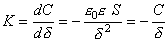 K = dC/dδ = − ε₀ε S/δ² = − C/δ